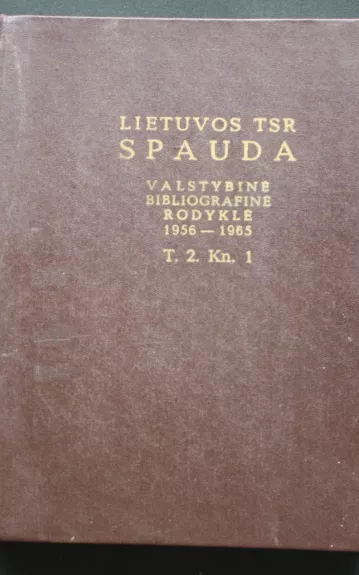 LIETUVOS TSR
SPAUDA
VALSTYBINĖ
BIBLIOGRAFINĖ
RODYKLĖ
1956 — 1965
T. 2. Kn. 1